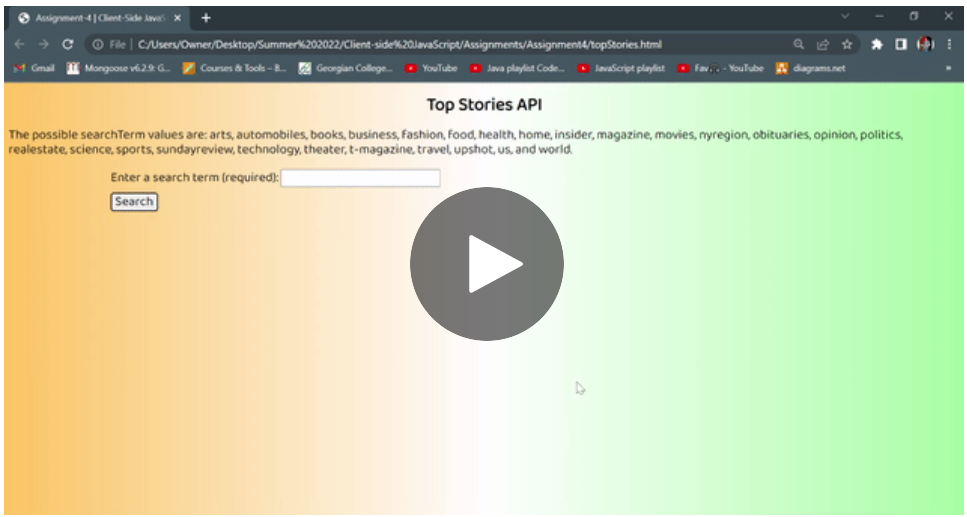 Assignment-4 | Client-Side JavaS
File | C:/Users/Owner/Desktop/Summer%202022/Client-side%20JavaScript/Assignments/Assignment4/topStories.html
Gmail Mongoose v6.2.9: G... Courses & Tools – B... Georgian College... YouTube Java playlist Code... JavaScript playlist Fav - YouTube diagrams.net »
Top Stories API
The possible searchTerm values are: arts, automobiles, books, business, fashion, food, health, home, insider, magazine, movies, nyregion, obituaries, opinion, politics,
realestate, science, sports, sundayreview, technology, theater, t-magazine, travel, upshot, us, and world.
Enter a search term (required):
Search